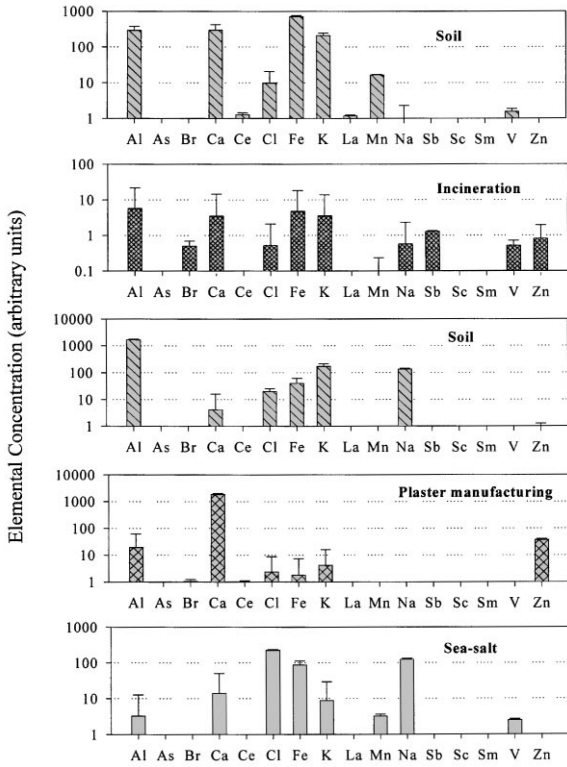 Elemental Concentration (arbitrary units)
1000
100
10
1
Soil
Al As Br Ca Ce Cl Fe K La Mn Na Sb Sc Sm V Zn
100
10
1
0.1
Incineration
Al As Br Ca Ce Cl Fe K La Mn Na Sb Sc Sm V Zn
10000
1000
100
10
1
Soil
Al As Br Ca Ce Cl Fe K La Mn Na Sb Sc Sm V Zn
10000
1000
100
10
1
Plaster manufacturing
Al As Br Ca Ce Cl Fe K La Mn Na Sb Sc Sm V Zn
1000
100
10
1
Sea-salt
Al As Br Ca Ce Cl Fe K La Mn Na Sb Sc Sm V Zn